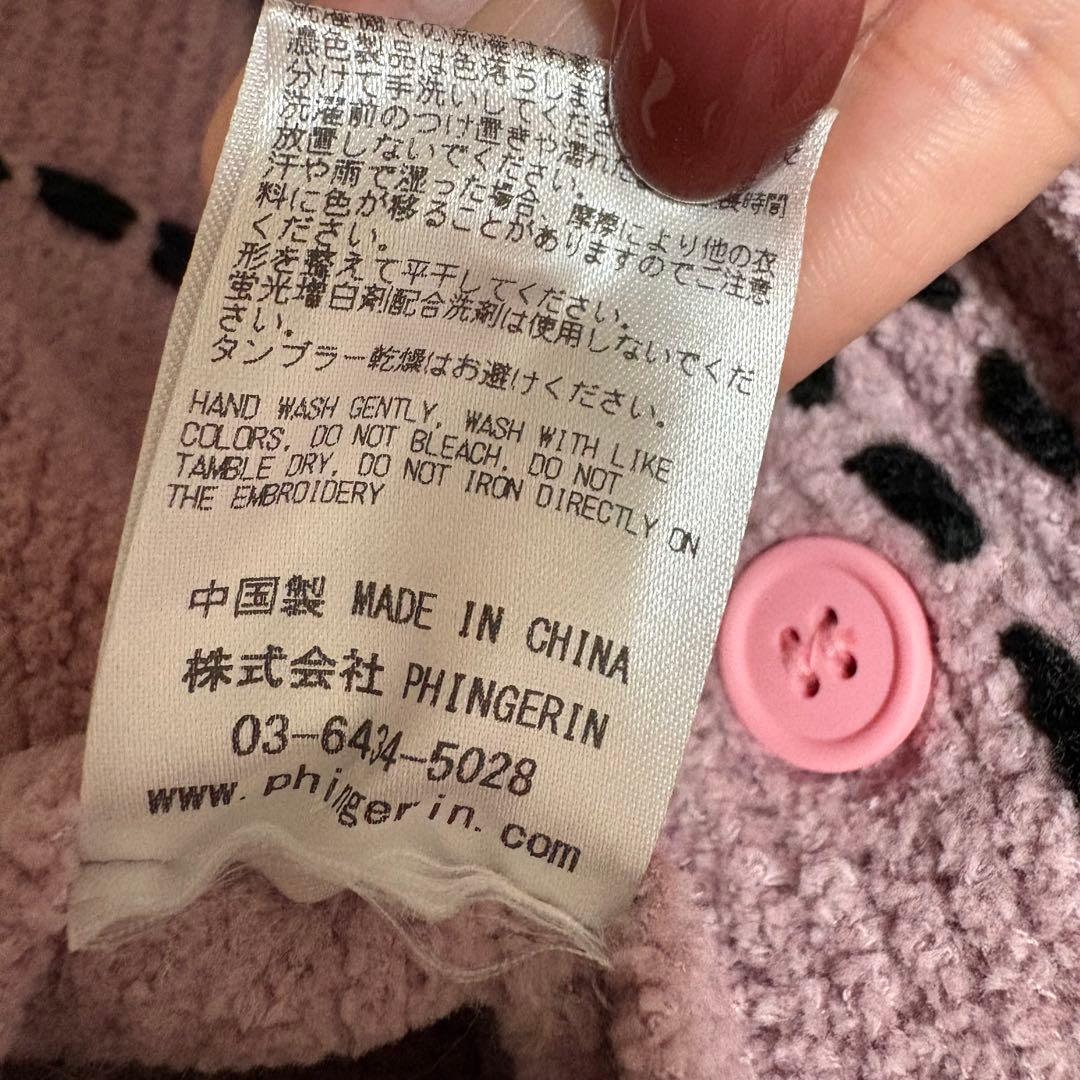 濃色製品は色落ちしま
分けて手洗いしてくださ
洗濯前のつけ置きや濡れた 長時間
放置しないでください。
汗や雨で湿った場合、摩擦により他の衣
料に色が移ることがありますのでご注意
ください。
形を整えて平干してください。
蛍光増白剤配合洗剤は使用しないでくだ
さい。
タンブラー乾燥はお避けください。
HAND WASH GENTLY, WASH WITH LIKE
COLORS, DO NOT BLEACH, DO NOT
TAMBLE DRY, DO NOT IRON DIRECTLY ON
THE EMBROIDERY
中国製 MADE IN CHINA
株式会社 PHINGERIN
03-6434-5028
www.phingerin.com